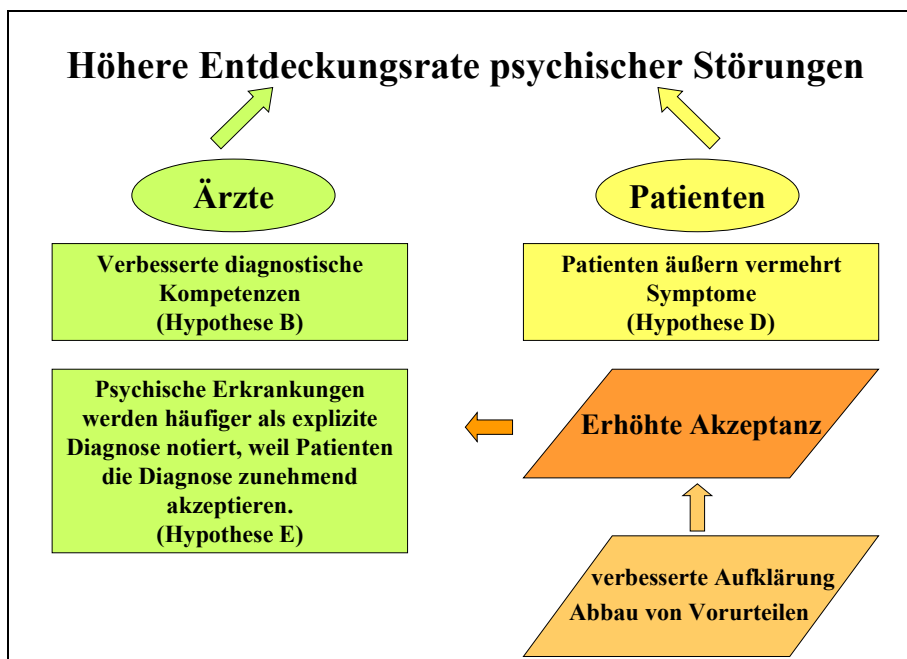 Höhere Entdeckungsrate psychischer Störungen
Ärzte
Verbesserte diagnostische
Kompetenzen
(Hypothese B)
Psychische Erkrankungen
werden häufiger als explizite
Diagnose notiert, weil Patienten
die Diagnose zunehmend
akzeptieren.
(Hypothese E)
Patienten
Patienten äußern vermehrt
Symptome
(Hypothese D)
Erhöhte Akzeptanz
verbesserte Aufklärung
Abbau von Vorurteilen